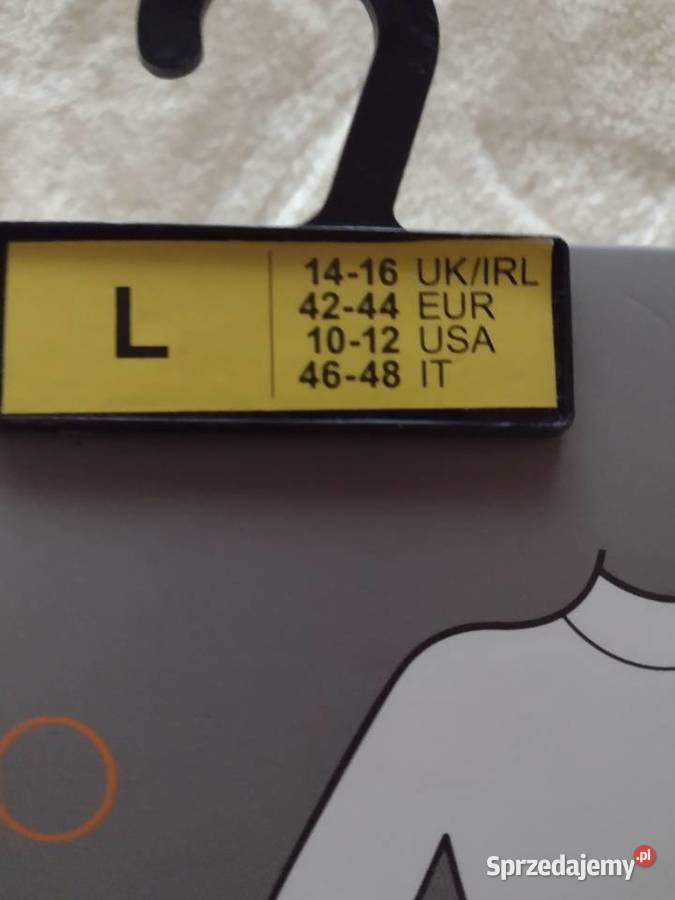 L
14-16 UK/IRL
42-44 EUR
10-12 USA
46-48 IT
Sprzedajemy.pl